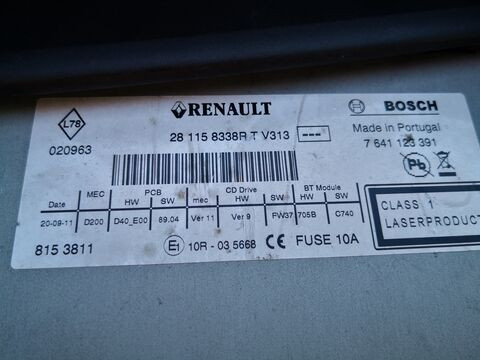 L78
RENAULT
BOSCH
28 115 8338R T V313
Made in Portugal
020963
7 641 123 391
Pb
Date MEC PCB HW SW mec CD Drive HW SW BT Module HW SW
20-09-11 D200 D40_E00 69.04 Ver 11 Ver 9 FW37 705B C740
CLASS 1
LASERPRODUCT
815 3811
E1 10R - 03 5668 CE FUSE 10A